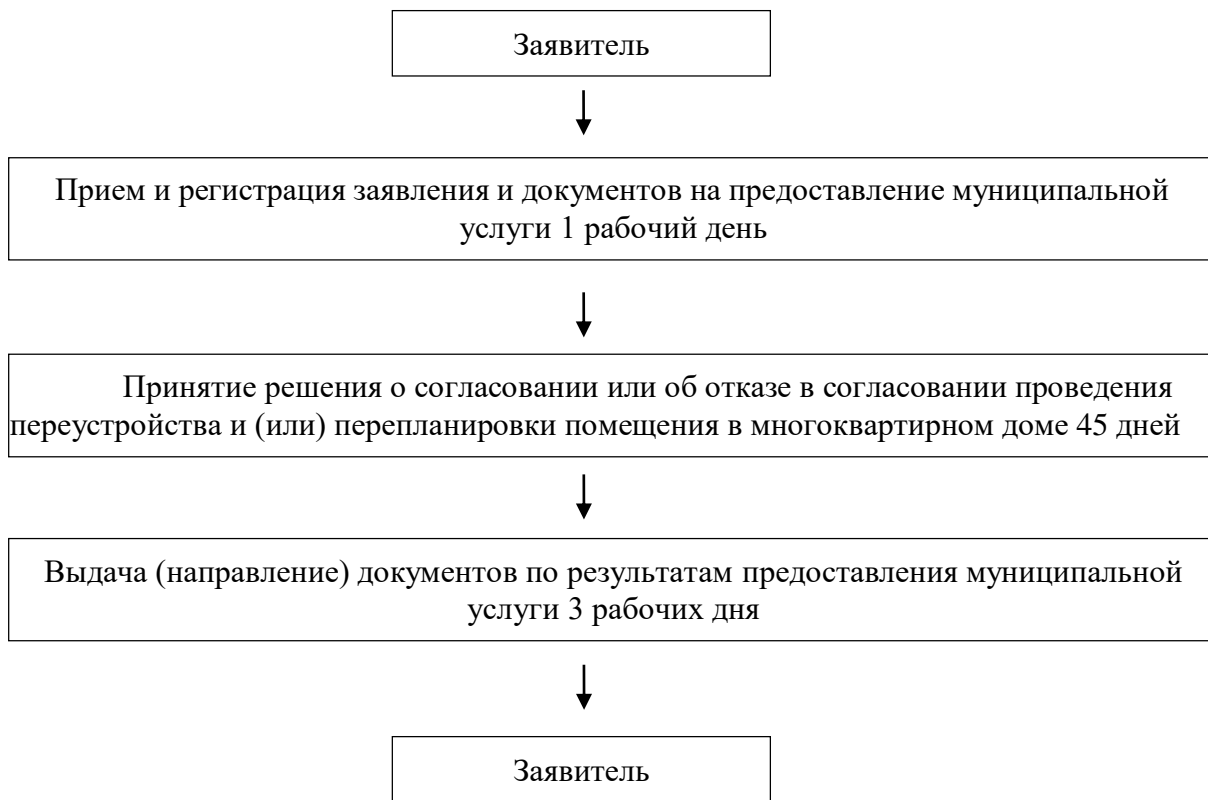 Заявитель
Прием и регистрация заявления и документов на предоставление муниципальной
услуги 1 рабочий день
Принятие решения о согласовании или об отказе в согласовании проведения
переустройства и (или) перепланировки помещения в многоквартирном доме 45 дней
Выдача (направление) документов по результатам предоставления муниципальной
услуги 3 рабочих дня
Заявитель